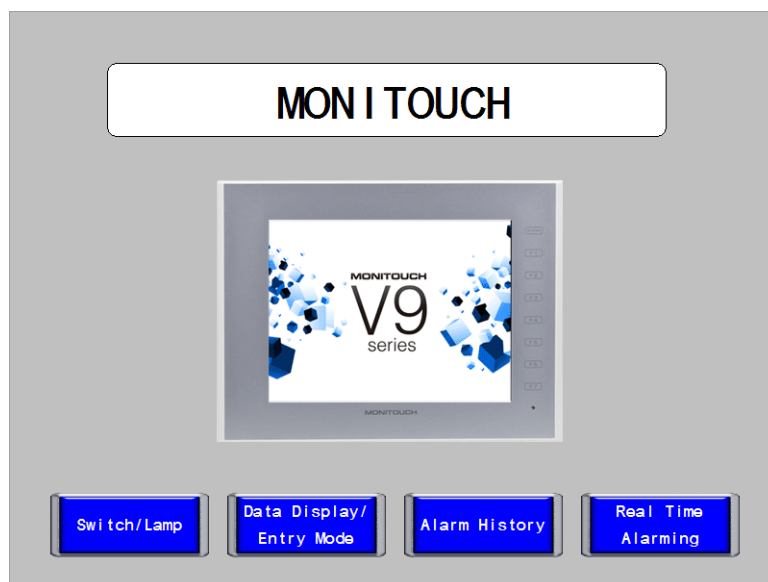 MONITOUCH
MONITOUCH
V9
series
MONITOUCH
Switch/Lamp
Data Display/
Entry Mode
Alarm History
Real Time
Alarming